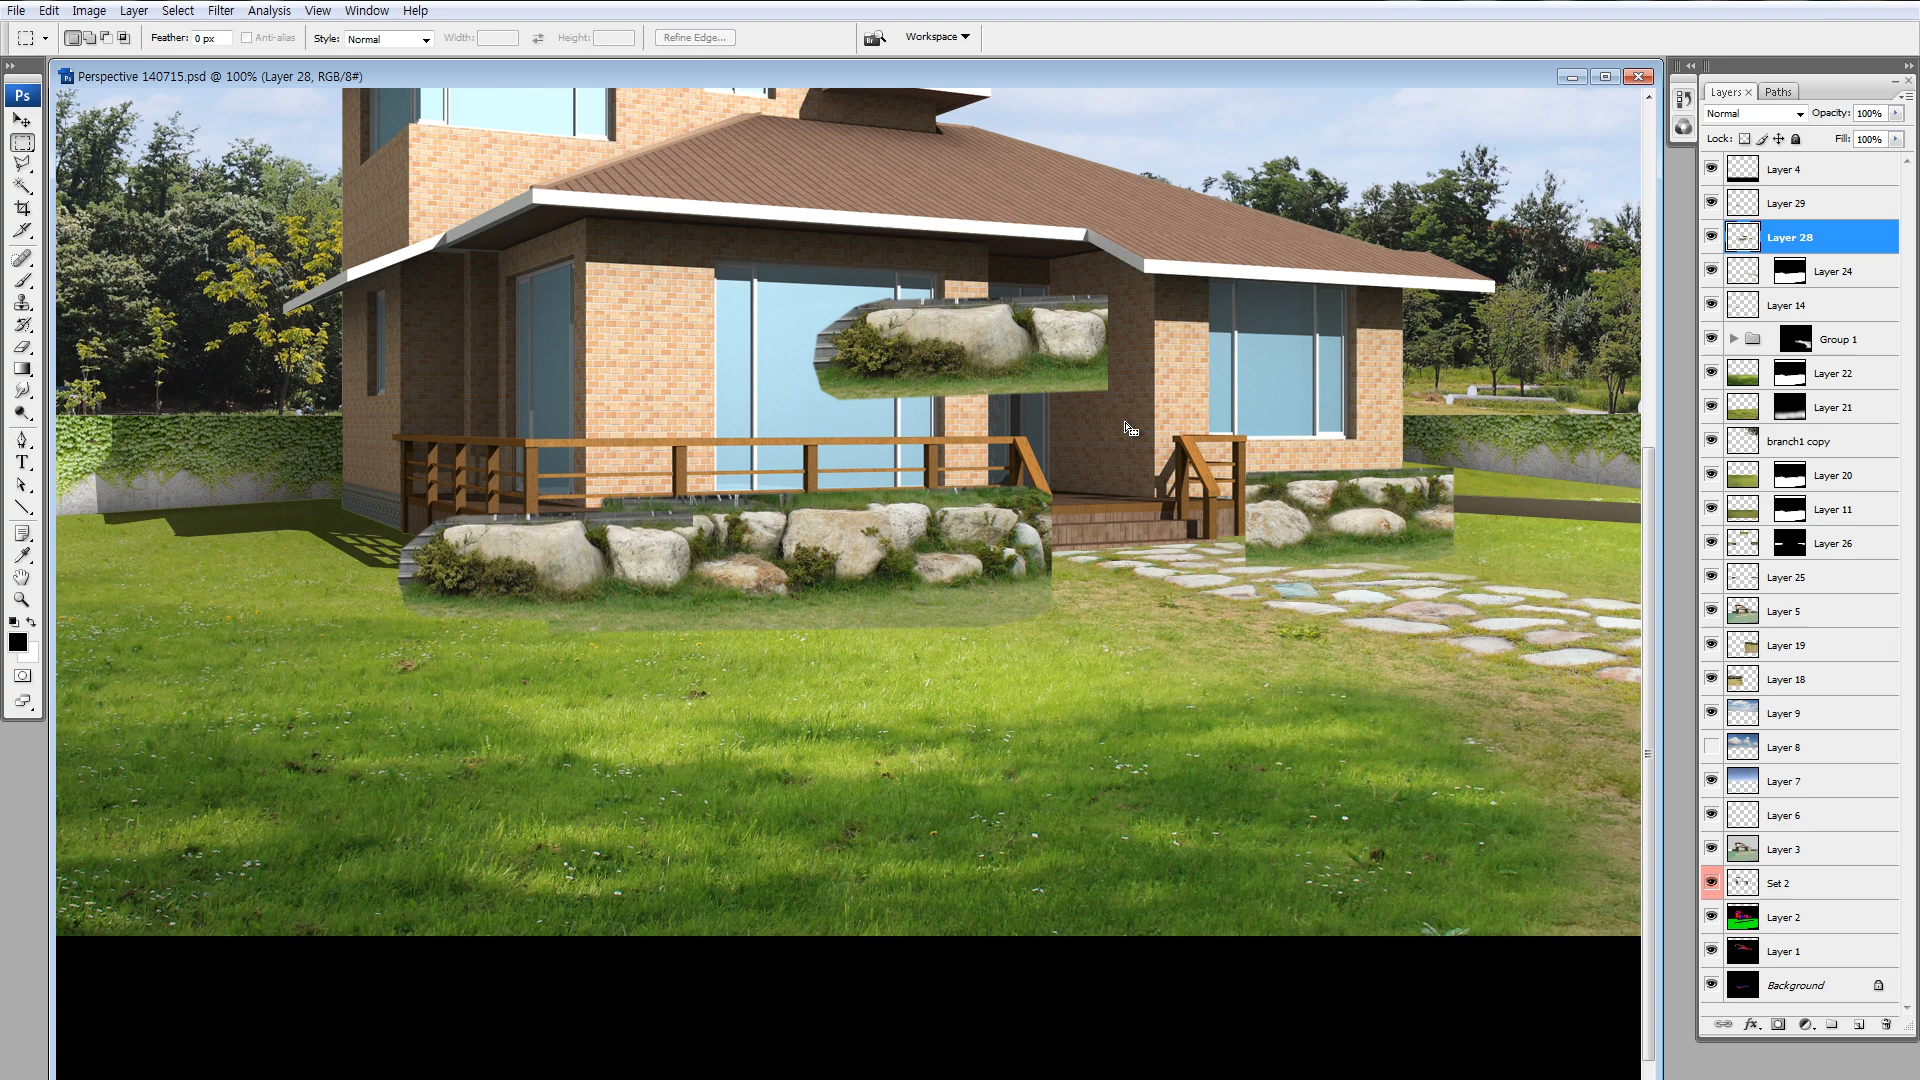 File Edit Image Layer Select Filter Analysis View Window Help
Feather: 0 px Anti-alias Style: Normal Width: Height: Refine Edge... Br Workspace
Ps Perspective 140715.psd @ 100% (Layer 28, RGB/8#)
Ps
T
Layers Paths
Normal Opacity: 100%
Lock: Fill: 100%
Layer 4
Layer 29
Layer 28
Layer 24
Layer 14
Group 1
Layer 22
Layer 21
branch1 copy
Layer 20
Layer 11
Layer 26
Layer 25
Layer 5
Layer 19
Layer 18
Layer 9
Layer 8
Layer 7
Layer 6
Layer 3
Set 2
Layer 2
Layer 1
Background
fx